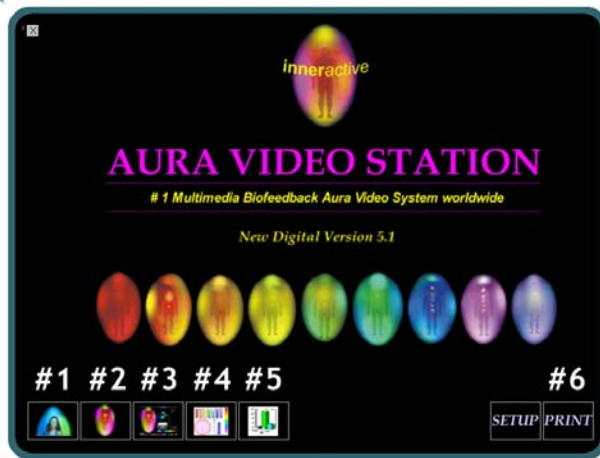 inneractive
AURA VIDEO STATION
# 1 Multimedia Biofeedback Aura Video System worldwide
New Digital Version 5.1
#1 #2 #3 #4 #5 #6
SETUP PRINT